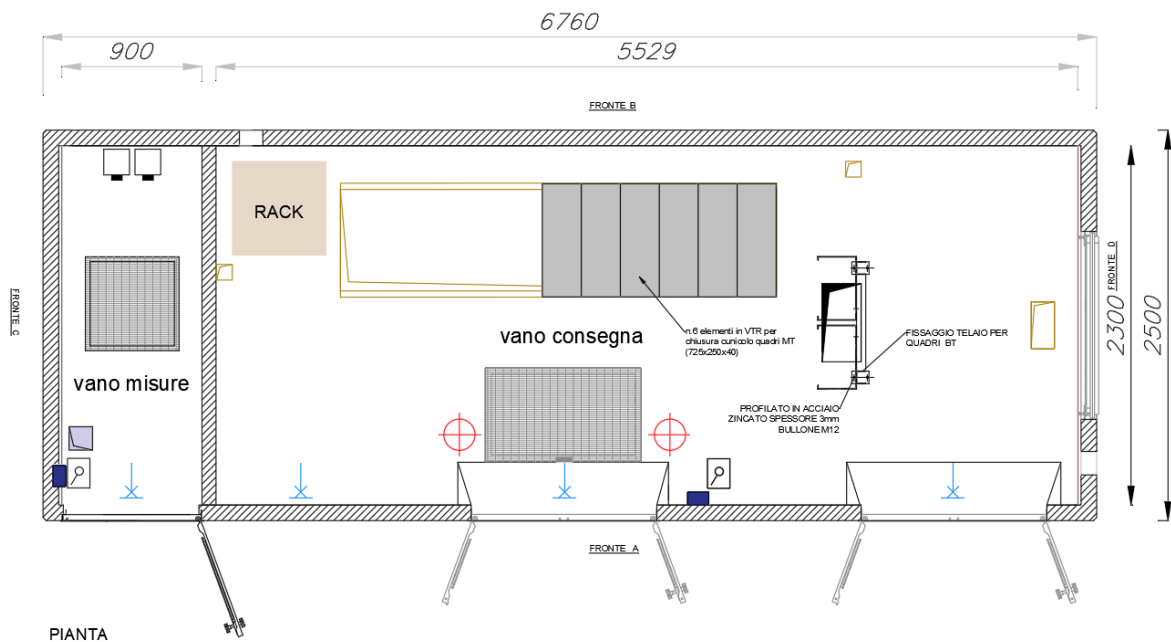 6760
900
5529
FRONTE B
RACK
FRONTE C
FRONTE D
2300
2500
vano misure
vano consegna
n.6 elementi in VTR per
chiusura cunicolo quadri MT
(725x250x40)
FISSAGGIO TELAIO PER
QUADRI BT
PROFILATO IN ACCIAIO
ZINCATO SPESSORE 3mm
BULLONE M12
FRONTE A
PIANTA